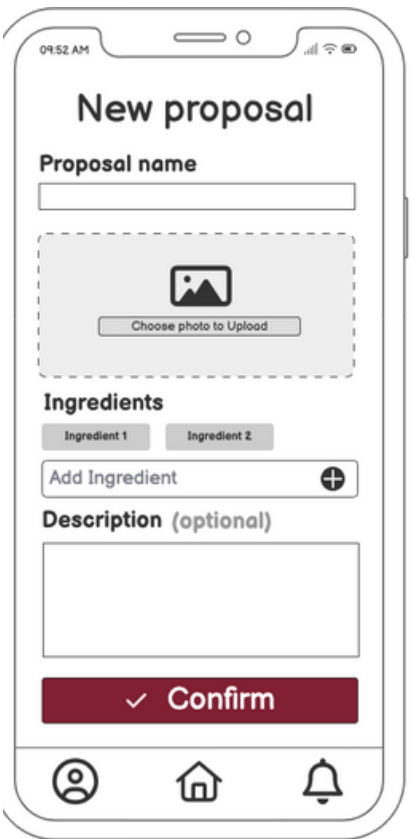 09:52 AM
New proposal
Proposal name
Choose photo to Upload
Ingredients
Ingredient 1 Ingredient 2
Add Ingredient
Description (optional)
Confirm